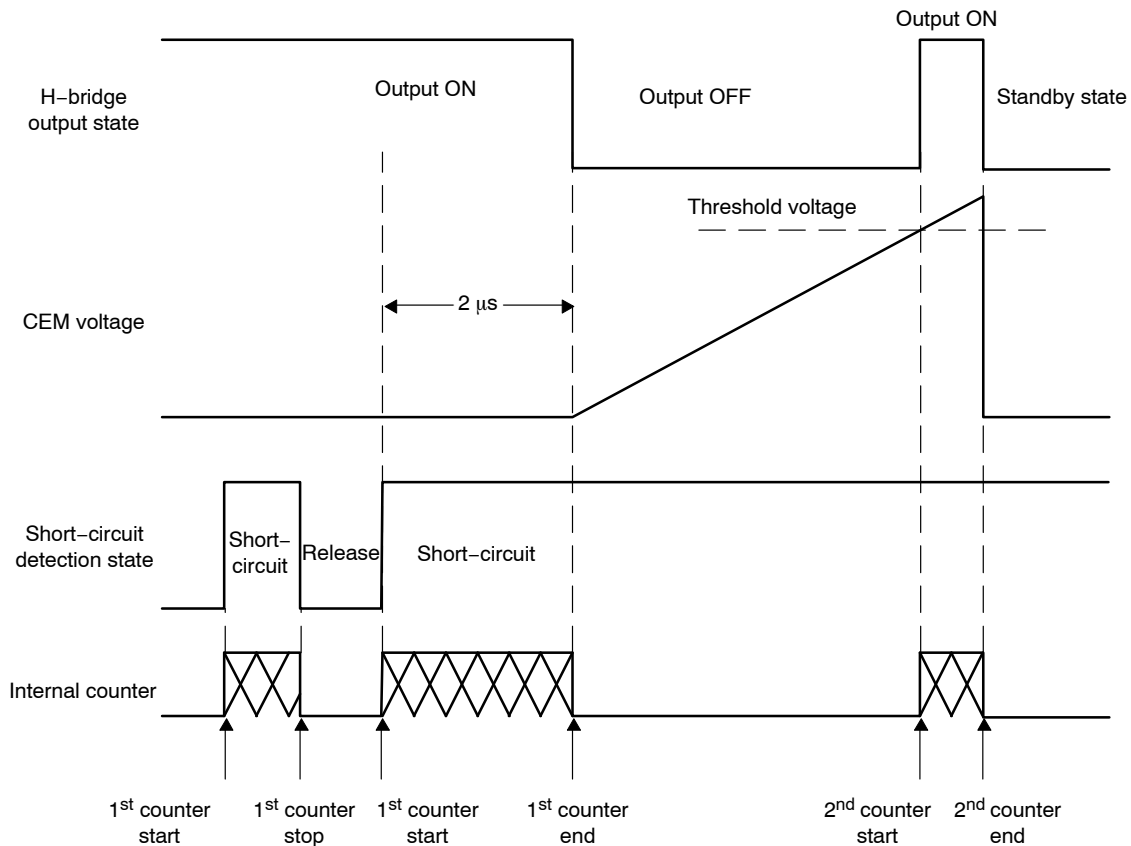 Output ON
H−bridge
output state
Output ON
Output OFF
Standby state
Threshold voltage
2 μs
CEM voltage
Short−circuit
detection state
Short−
circuit
Release
Short−circuit
Internal counter
1st counter
start
1st counter
stop
1st counter
start
1st counter
end
2nd counter
start
2nd counter
end